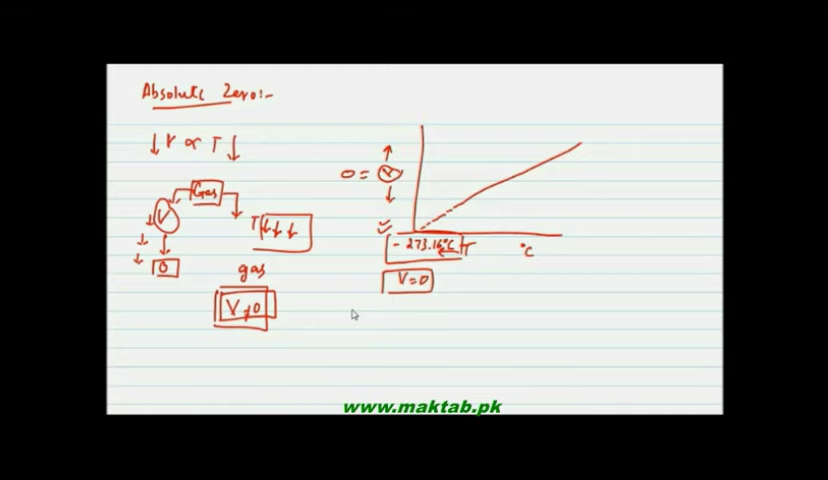 Absolute Zero:-
↓ V ∝ T ↓
Gas
V
T ↓ ↓ ↓
0
gas
V ≠ 0
0 = V
- 273.16°C
T
°C
V=0
www.maktab.pk